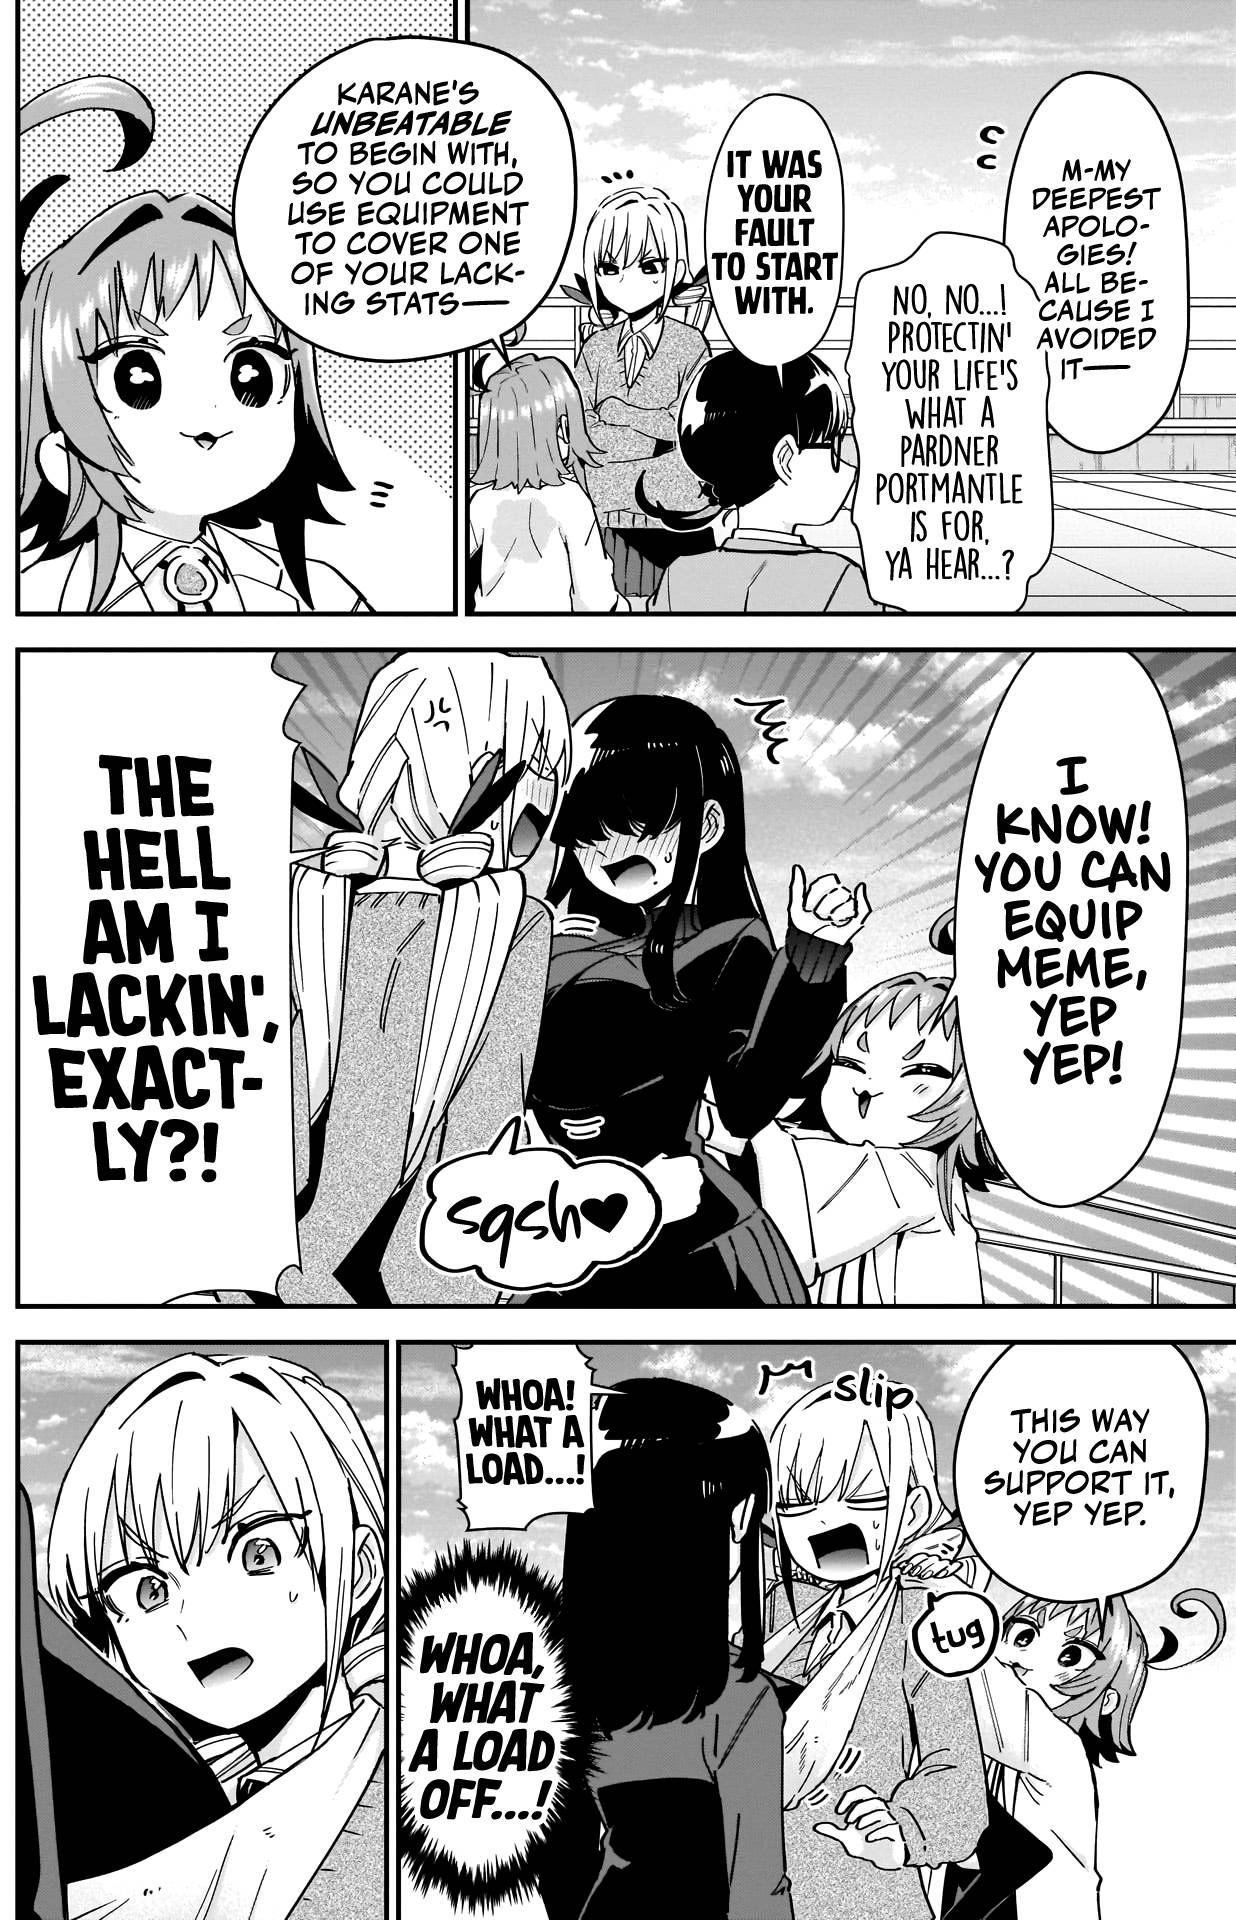 M-MY
DEEPEST
APOLO-
GIES!
ALL BE-
CAUSE I
AVOIDED
IT——
NO, NO...!
PROTECTIN'
YOUR LIFE'S
WHAT A
PARDNER
PORTMANTLE
IS FOR,
YA HEAR...?
IT WAS
YOUR
FAULT
TO START
WITH.
KARANE'S
UNBEATABLE
TO BEGIN WITH,
SO YOU COULD
USE EQUIPMENT
TO COVER ONE
OF YOUR LACK-
ING STATS——
I
KNOW!
YOU CAN
EQUIP
MEME,
YEP
YEP!
sqsh♥
THE
HELL
AM I
LACKIN',
EXACT-
LY?!
THIS WAY
YOU CAN
SUPPORT IT,
YEP YEP.
slip
tug
WHOA!
WHAT A
LOAD...!
WHOA,
WHAT
A LOAD
OFF...!